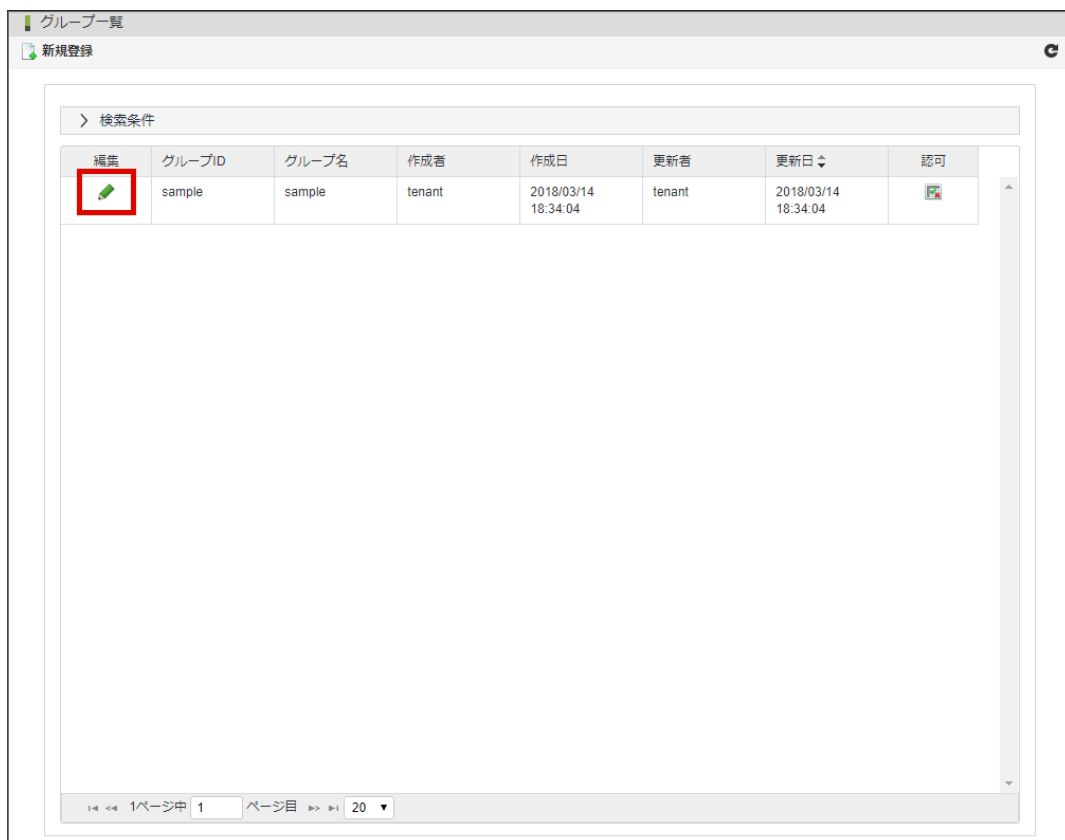 グループ一覧
新規登録
検索条件
編集 グループID グループ名 作成者 作成日 更新者 更新日 認可
sample sample tenant 2018/03/14 tenant 2018/03/14
18:34:04 18:34:04
1ページ中 1 ページ目 20